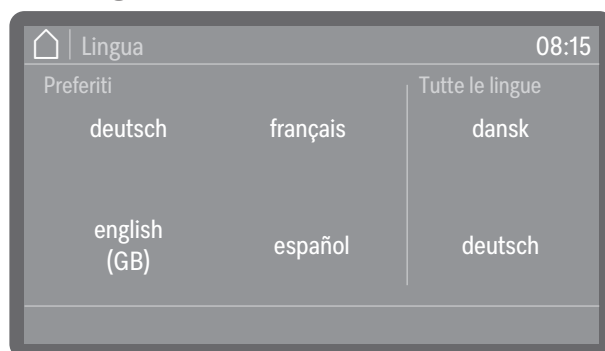 Lingua 08:15
Preferiti Tutte le lingue
deutsch français dansk
english
(GB) español deutsch